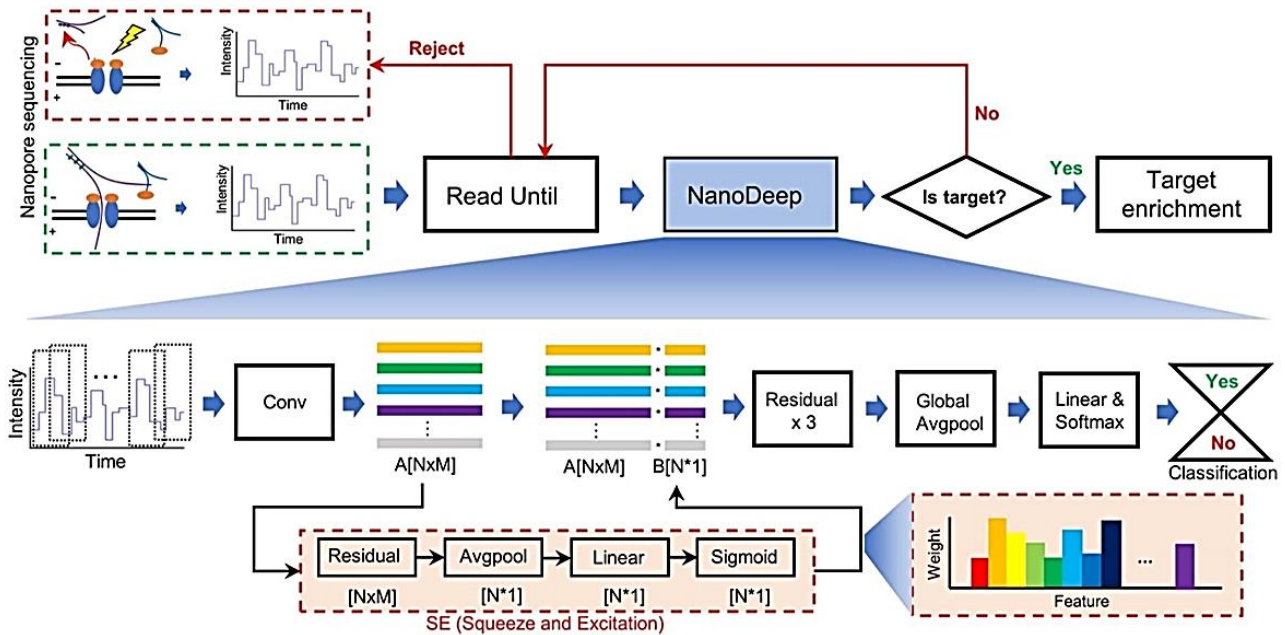 Nanopore sequencing
-
+
Intensity
Time
Reject
-
+
Intensity
Time
Read Until
NanoDeep
Is target?
No
Yes
Target
enrichment
Intensity
Time
...
Conv
A[NxM]
A[NxM]
B[N*1]
Residual
x 3
Global
Avgpool
Linear &
Softmax
Yes
No
Classification
Residual
Avgpool
Linear
Sigmoid
[NxM]
[N*1]
[N*1]
[N*1]
SE (Squeeze and Excitation)
Weight
...
Feature